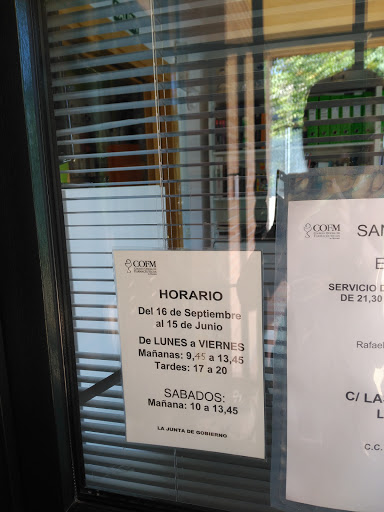 COFM
HORARIO
Del 16 de Septiembre
al 15 de Junio
De LUNES a VIERNES
Mañanas: 9,45 a 13,45
Tardes: 17 a 20
SABADOS:
Mañana: 10 a 13,45
LA JUNTA DE GOBIERNO
COFM
SAN
E
SERVICIO D
DE 21,30
Rafael
C/ LA
L
C.C.